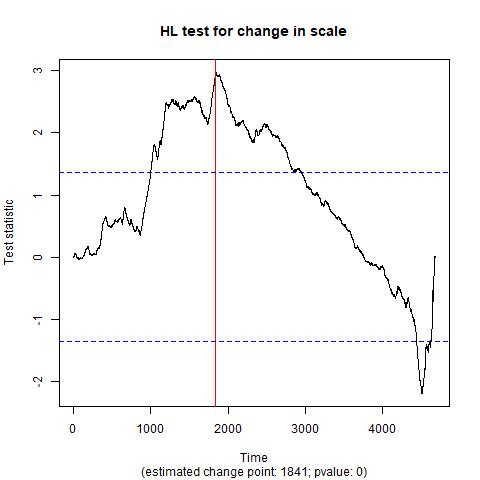 HL test for change in scale
Test statistic
3
2
1
0
-1
-2
0 1000 2000 3000 4000
Time
(estimated change point: 1841; pvalue: 0)